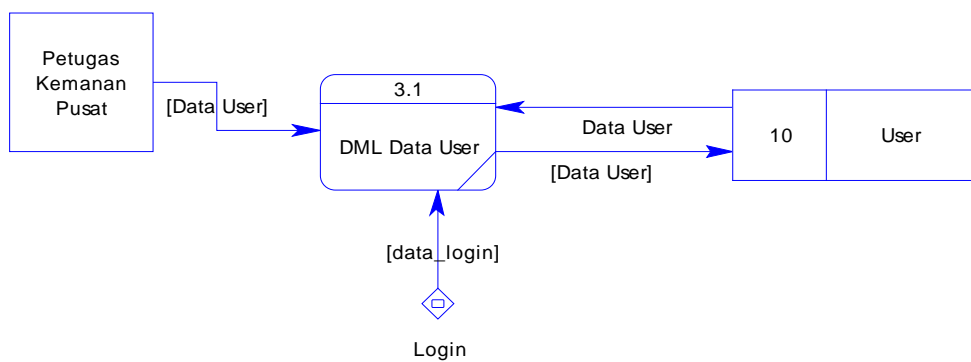 Petugas
Kemanan
Pusat
[Data User]
3.1
DML Data User
Data User
[Data User]
10
User
[data_login]
Login